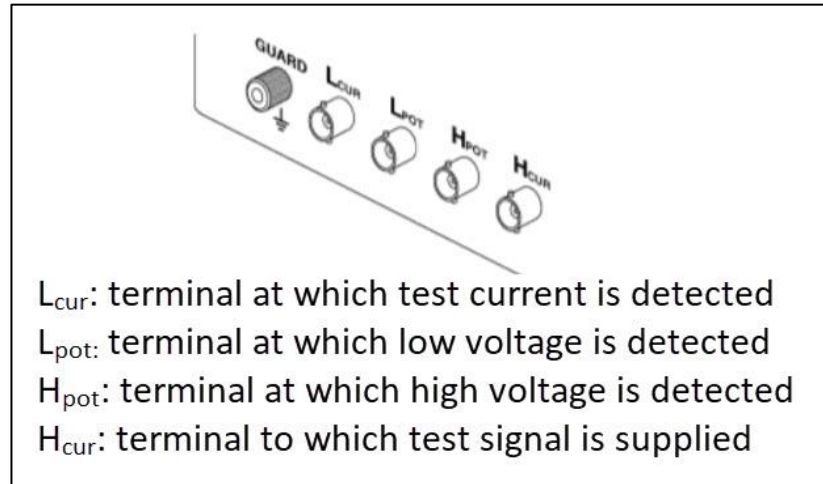 GUARD
LCUR
LPOT
HPOT
HCUR
Lcur: terminal at which test current is detected
Lpot: terminal at which low voltage is detected
Hpot: terminal at which high voltage is detected
Hcur: terminal to which test signal is supplied